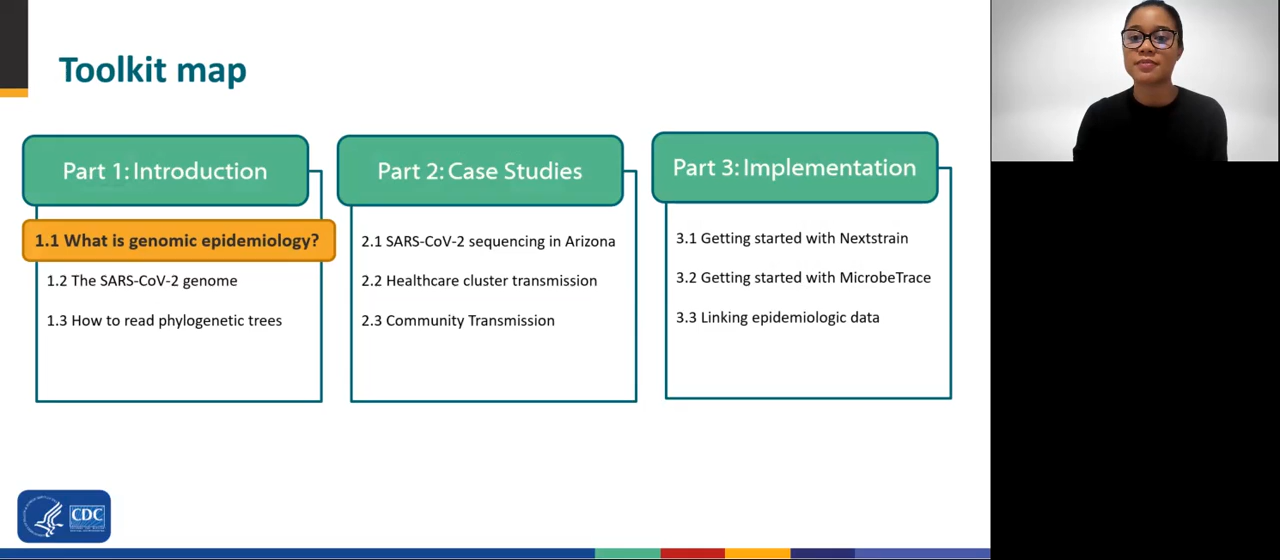 Toolkit map
Part 1: Introduction
1.1 What is genomic epidemiology?
1.2 The SARS-CoV-2 genome
1.3 How to read phylogenetic trees
Part 2: Case Studies
2.1 SARS-CoV-2 sequencing in Arizona
2.2 Healthcare cluster transmission
2.3 Community Transmission
Part 3: Implementation
3.1 Getting started with Nextstrain
3.2 Getting started with MicrobeTrace
3.3 Linking epidemiologic data
CDC